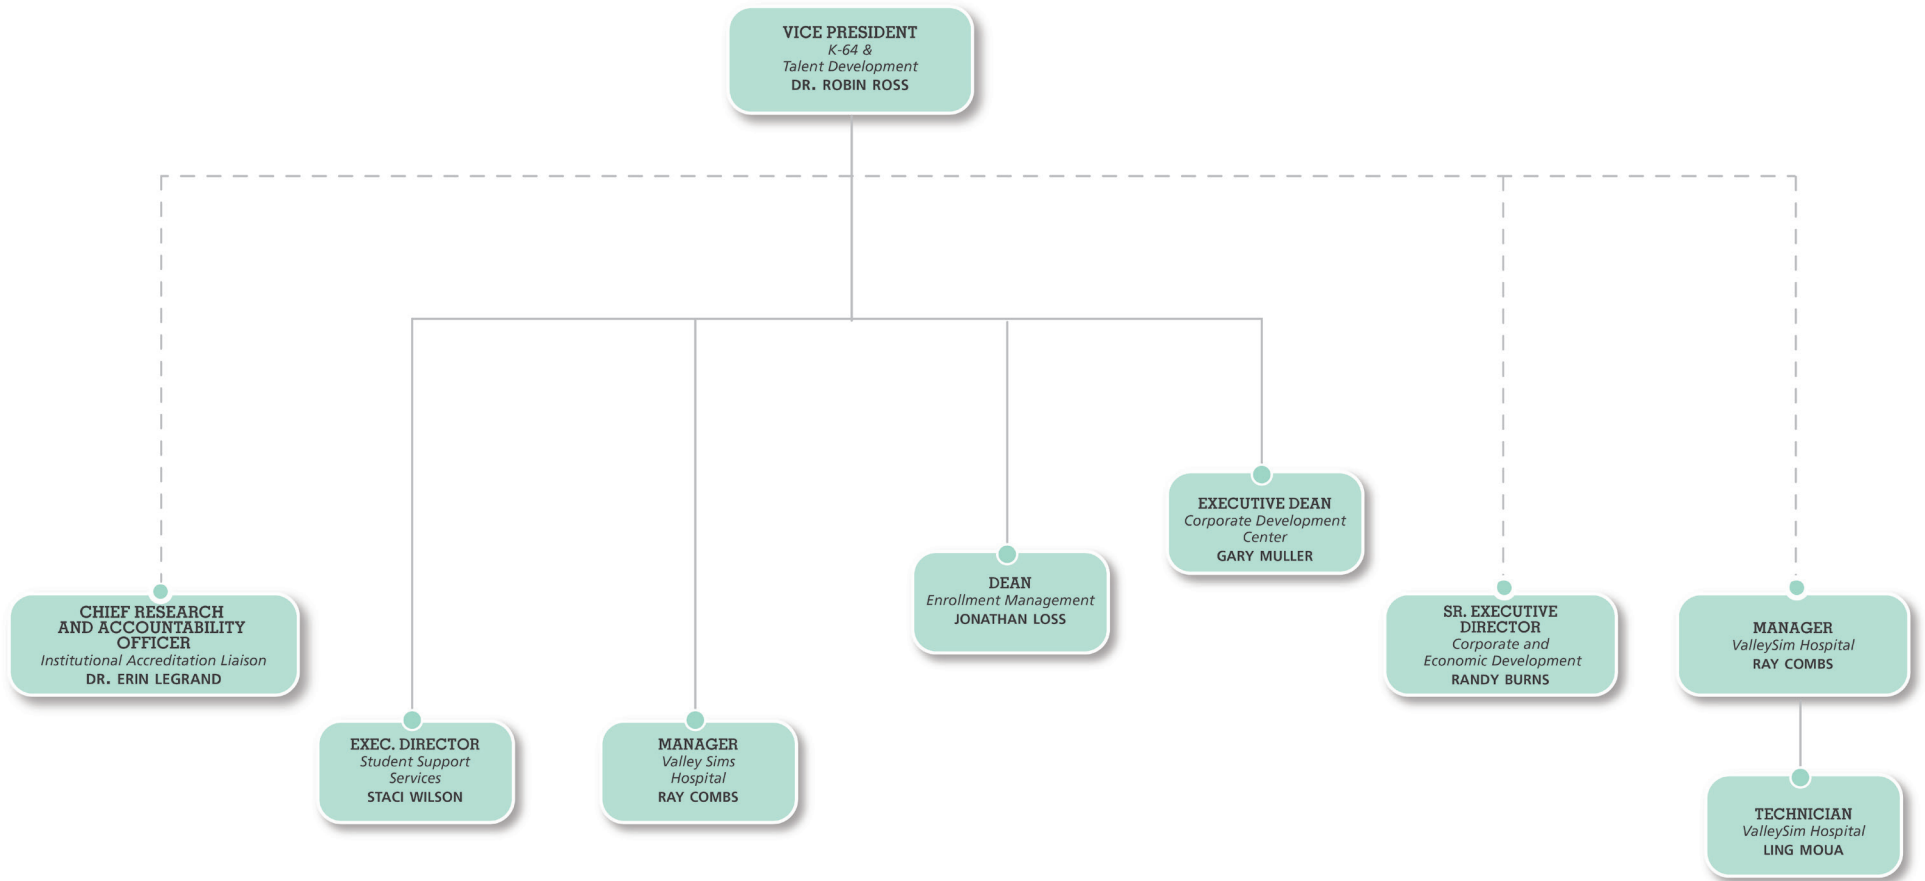 VICE PRESIDENT
K-64 &
Talent Development
DR. ROBIN ROSS
CHIEF RESEARCH
AND ACCOUNTABILITY
OFFICER
Institutional Accreditation Liaison
DR. ERIN LEGRAND
EXEC. DIRECTOR
Student Support
Services
STACI WILSON
MANAGER
Valley Sims
Hospital
RAY COMBS
DEAN
Enrollment Management
JONATHAN LOSS
EXECUTIVE DEAN
Corporate Development
Center
GARY MULLER
SR. EXECUTIVE
DIRECTOR
Corporate and
Economic Development
RANDY BURNS
MANAGER
ValleySim Hospital
RAY COMBS
TECHNICIAN
ValleySim Hospital
LING MOUA